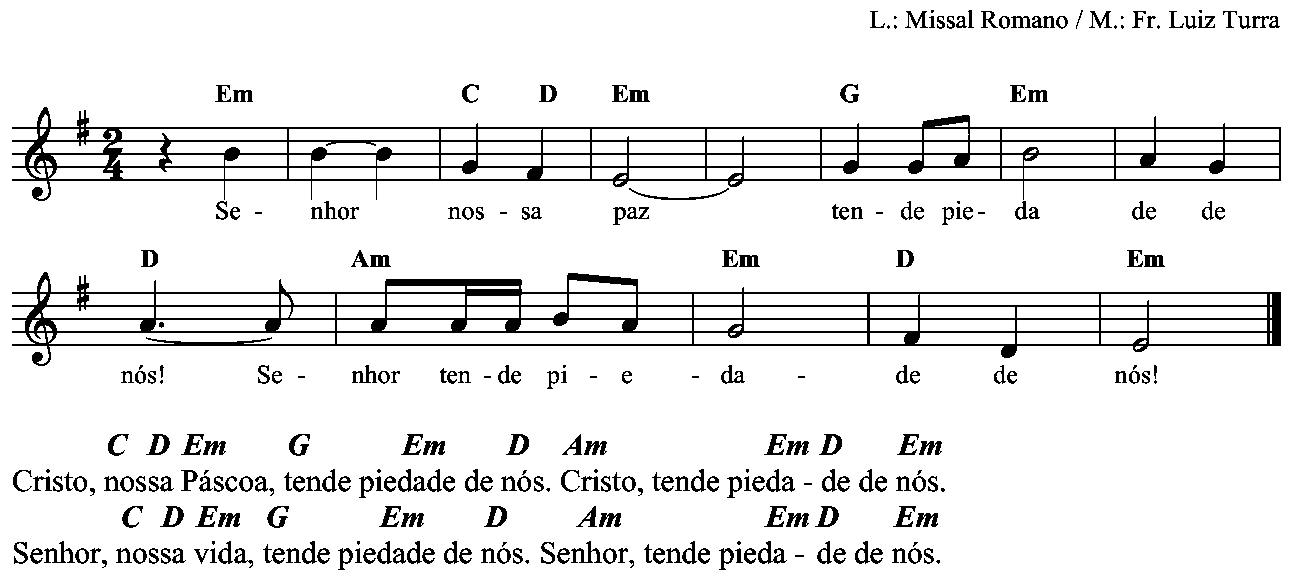 L.: Missal Romano / M.: Fr. Luiz Turra
Em C D Em G Em
2
4
Se - nhor nos - sa paz ten - de pie - da de de
D Am Em D Em
nós! Se - nhor ten - de pi - e - da - de de nós!
C D Em G Em D Am Em D Em
Cristo, nossa Páscoa, tende piedade de nós. Cristo, tende pieda - de de nós.
C D Em G Em D Am Em D Em
Senhor, nossa vida, tende piedade de nós. Senhor, tende pieda - de de nós.